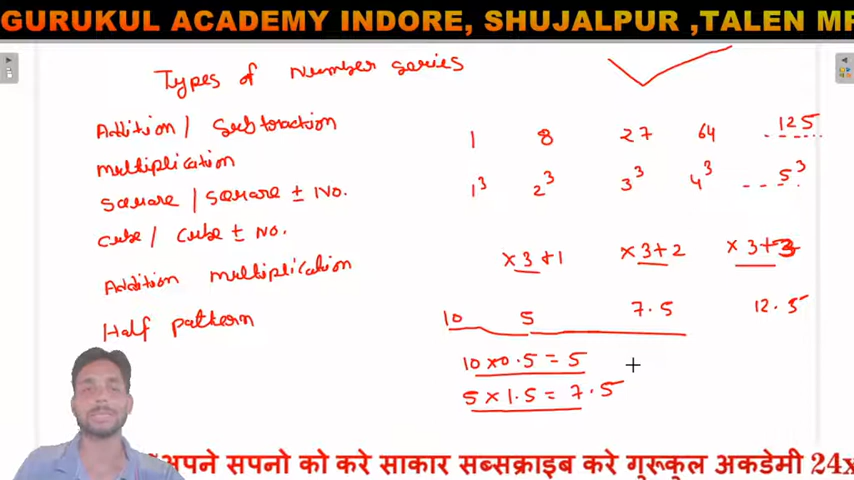 GURUKUL ACADEMY INDORE, SHUJALPUR ,TALEN MP
Types of Number series
Addition / Subtraction
multiplication
square / square ± No.
cube / cube ± No.
Addition multiplication
Half pattern
1 8 27 64 125
1³ 2³ 3³ 4³ 5³
×3+1 ×3+2 ×3+3
10 5 7.5 12.5
10×0.5=5
5×1.5=7.5
अपने सपनो को करे साकार सब्सक्राइब करे गुरूकुल अकडेमी 24x